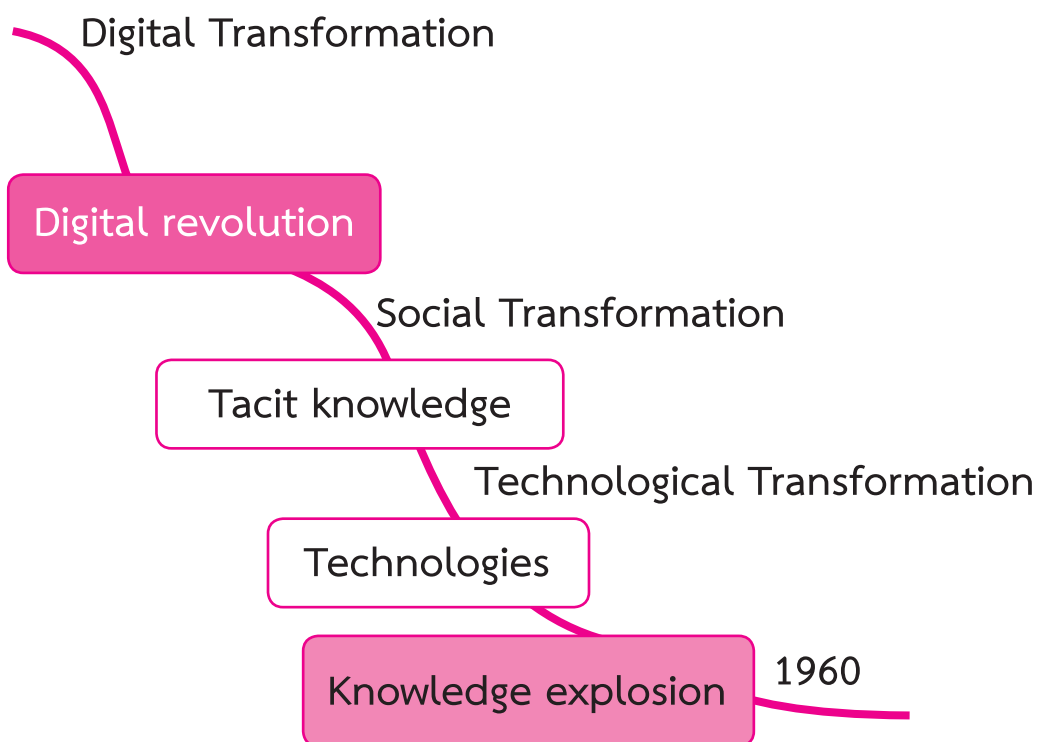 Digital Transformation
Digital revolution
Social Transformation
Tacit knowledge
Technological Transformation
Technologies
1960
Knowledge explosion